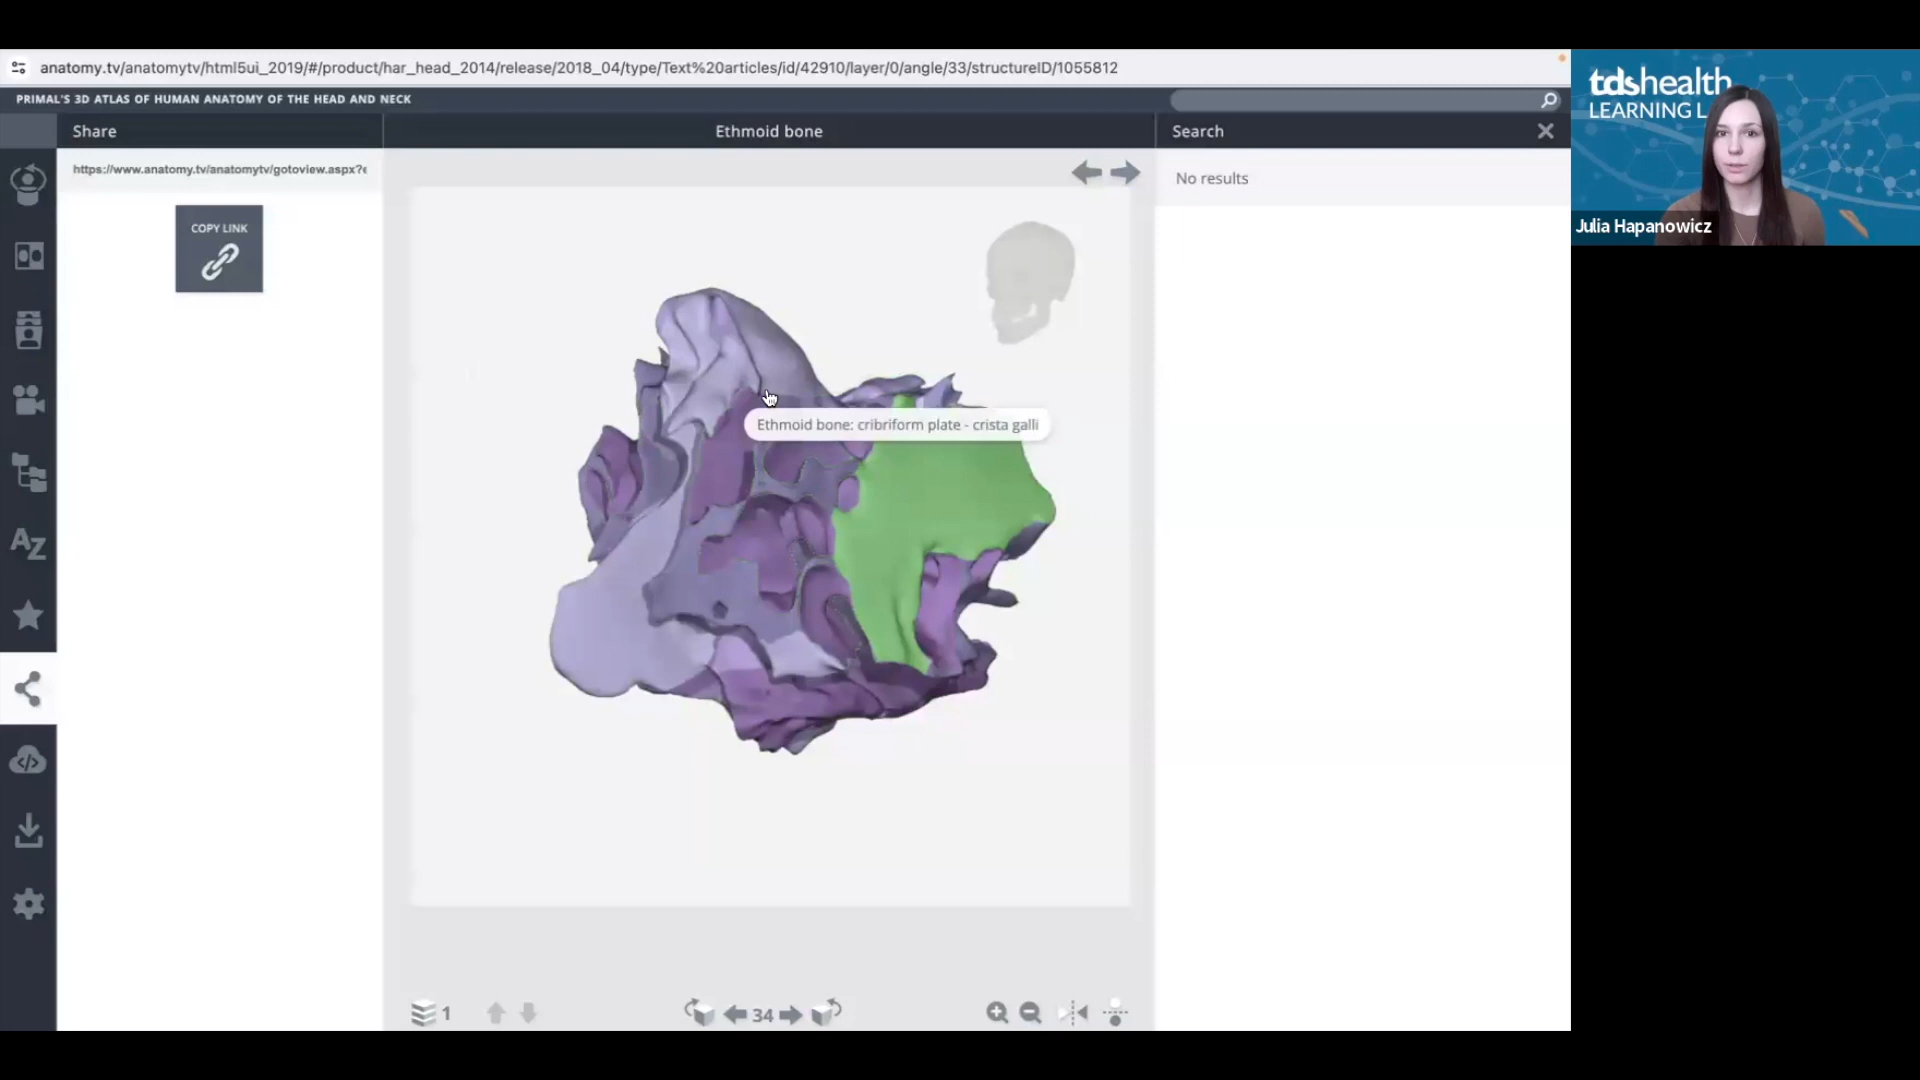 anatomy.tv/anatomytv/html5ui_2019/#/product/har_head_2014/release/2018_04/type/Text%20articles/id/42910/layer/0/angle/33/structureID/1055812
PRIMAL'S 3D ATLAS OF HUMAN ANATOMY OF THE HEAD AND NECK
Share
Ethmoid bone
Search
https://www.anatomy.tv/anatomytv/gotoview.aspx?
No results
COPY LINK
Ethmoid bone: cribriform plate - crista galli
AZ
1
34
tdshealth
LEARNING L
Julia Hapanowicz